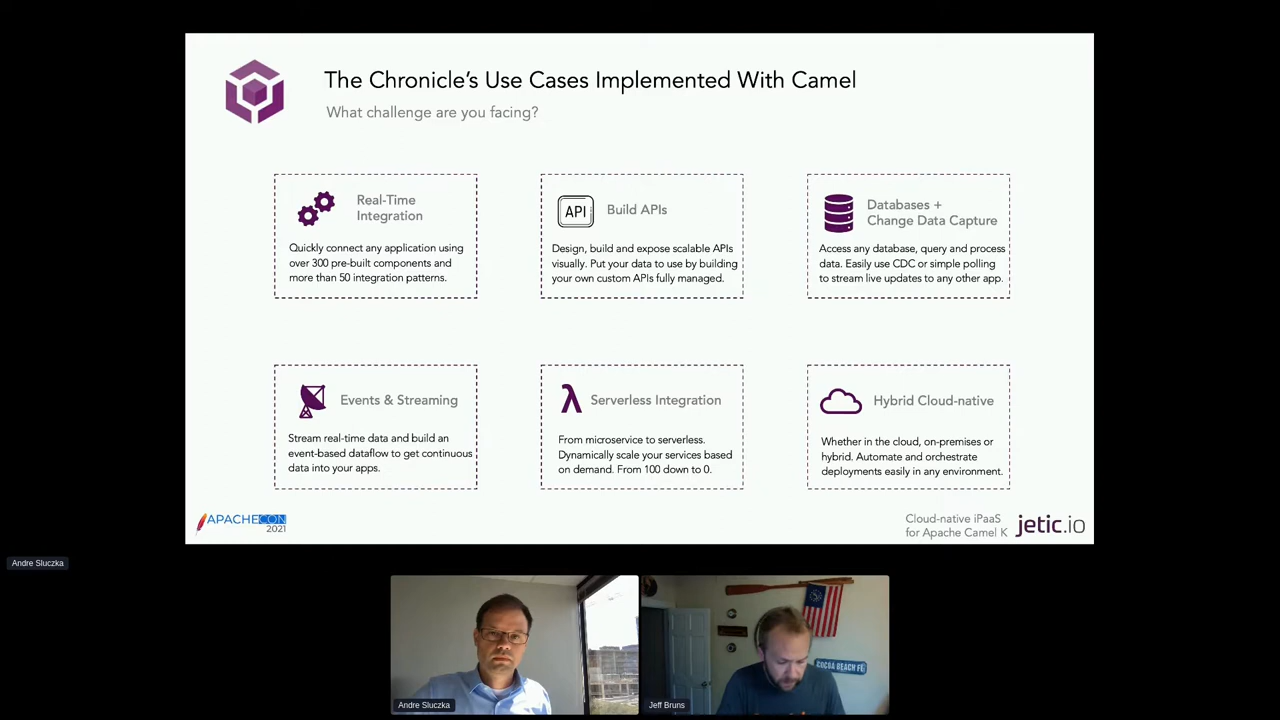 The Chronicle's Use Cases Implemented With Camel
What challenge are you facing?
Real-Time
Integration
Quickly connect any application using
over 300 pre-built components and
more than 50 integration patterns.
API
Build APIs
Design, build and expose scalable APIs
visually. Put your data to use by building
your own custom APIs fully managed.
Databases +
Change Data Capture
Access any database, query and process
data. Easily use CDC or simple polling
to stream live updates to any other app.
Events & Streaming
Stream real-time data and build an
event-based dataflow to get continuous
data into your apps.
λ
Serverless Integration
From microservice to serverless.
Dynamically scale your services based
on demand. From 100 down to 0.
Hybrid Cloud-native
Whether in the cloud, on-premises or
hybrid. Automate and orchestrate
deployments easily in any environment.
APACHECON
2021
Cloud-native iPaaS
for Apache Camel K
jetic.io
Andre Sluczka
COCOA BEACH
Andre Sluczka
Jeff Bruns